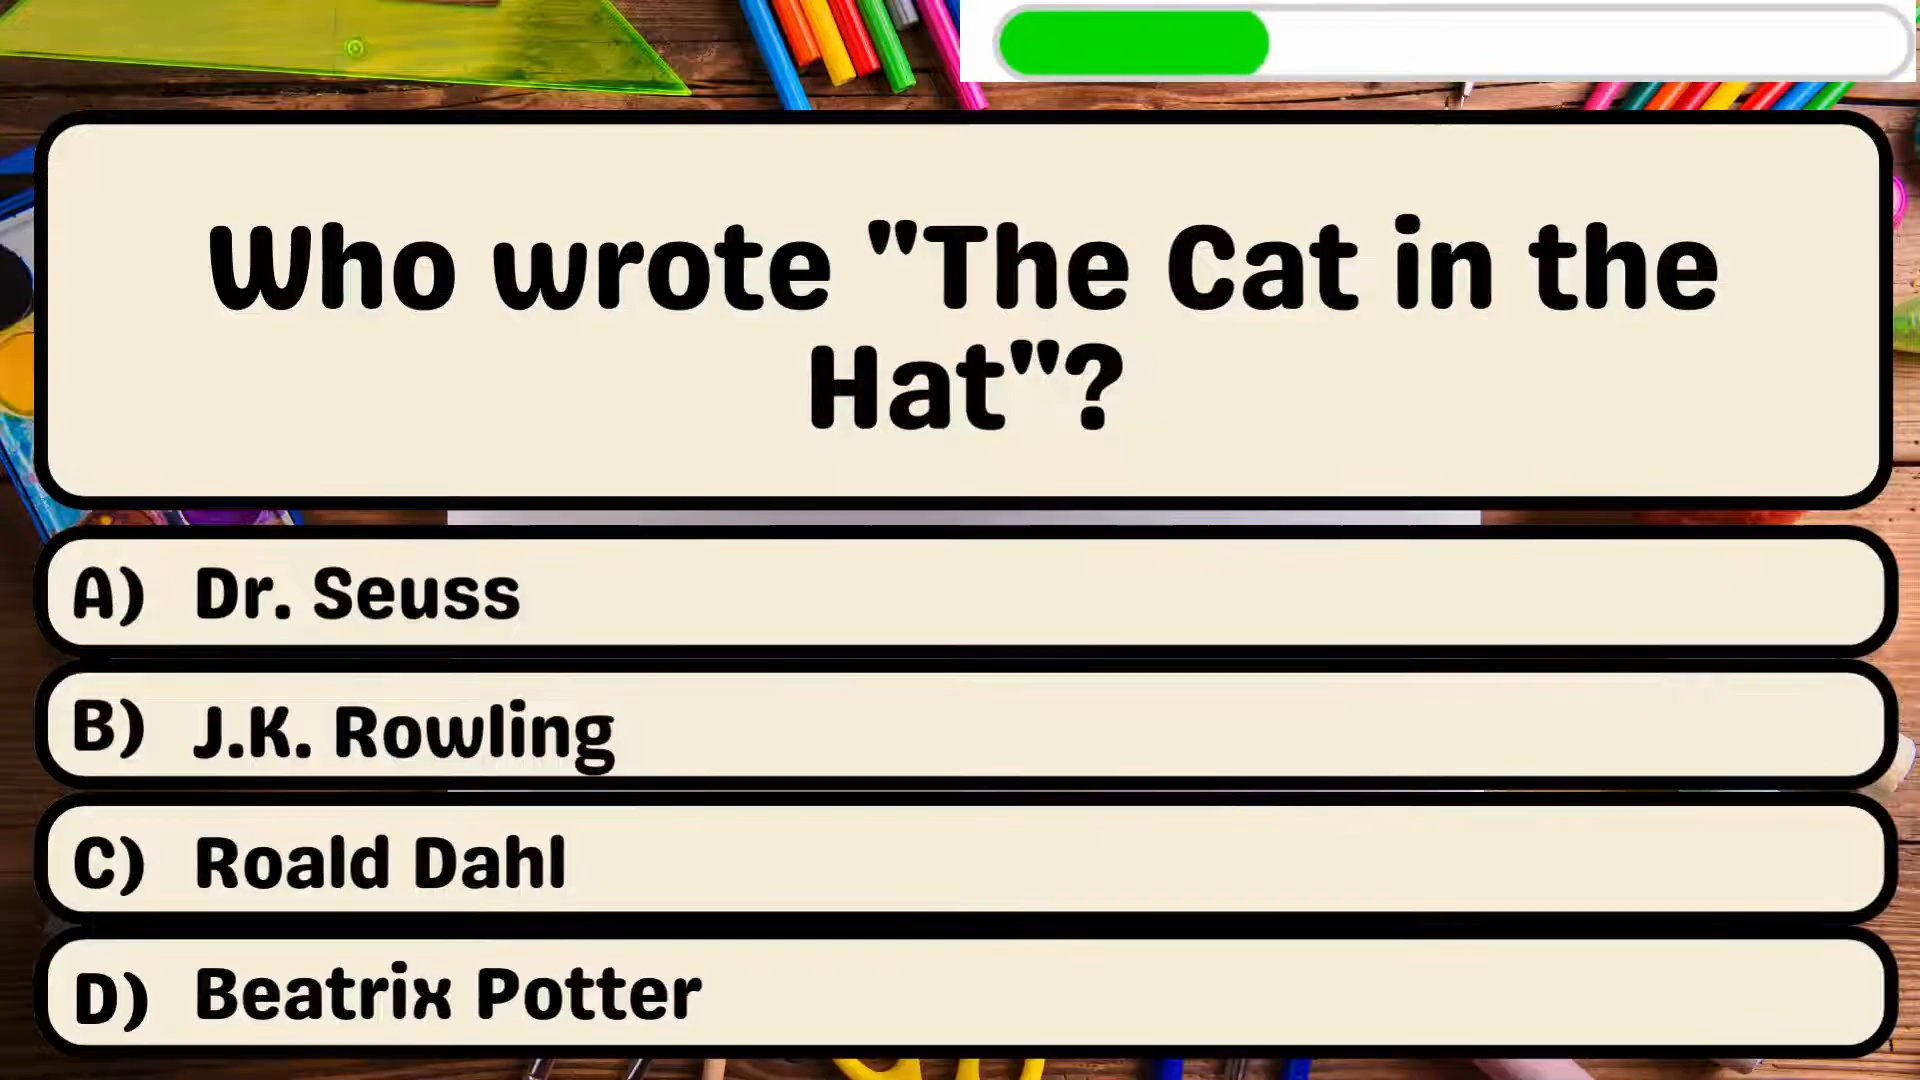 Who wrote "The Cat in the
Hat"?
A) Dr. Seuss
B) J.K. Rowling
C) Roald Dahl
D) Beatrix Potter